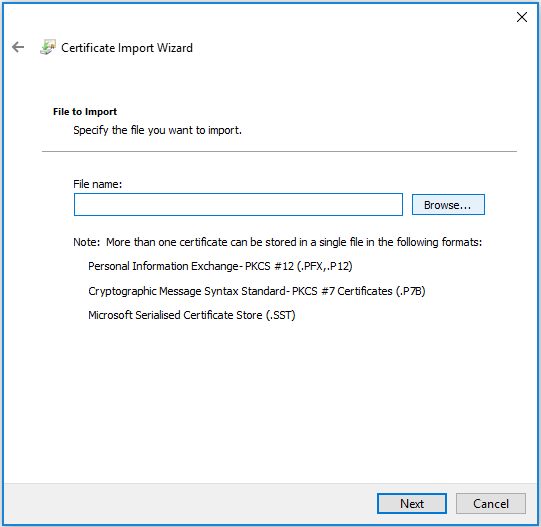 Certificate Import Wizard
File to Import
Specify the file you want to import.
File name:
Browse...
Note:  More than one certificate can be stored in a single file in the following formats:
Personal Information Exchange- PKCS #12 (.PFX,.P12)
Cryptographic Message Syntax Standard- PKCS #7 Certificates (.P7B)
Microsoft Serialised Certificate Store (.SST)
Next
Cancel